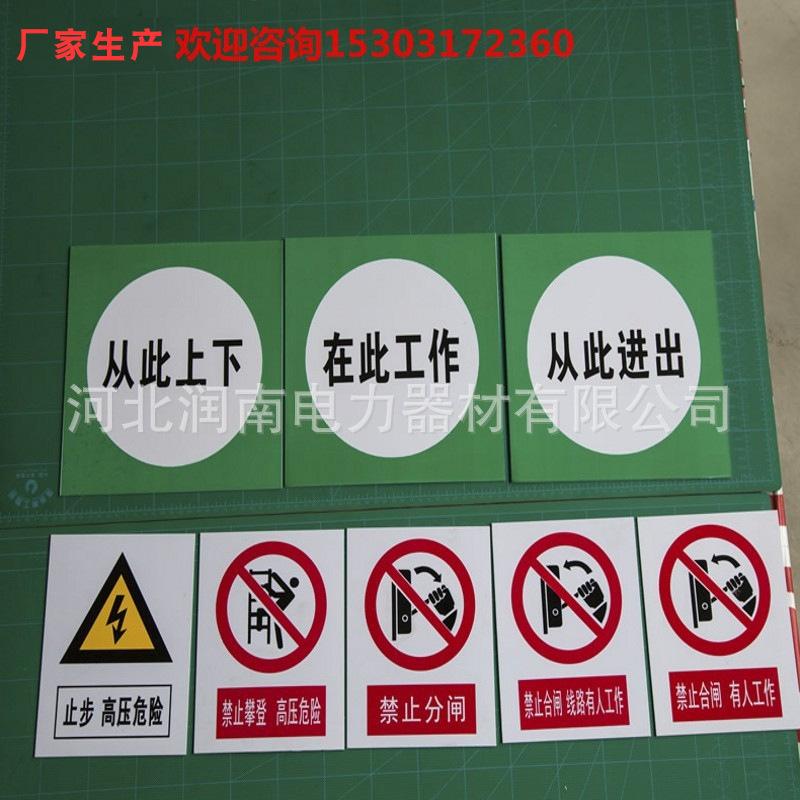 厂家生产 欢迎咨询15303172360
从此上下
在此工作
从此进出
河北润南电力器材有限公司
止步 高压危险
禁止攀登 高压危险
禁止分闸
禁止合闸 线路有人工作
禁止合闸 有人工作